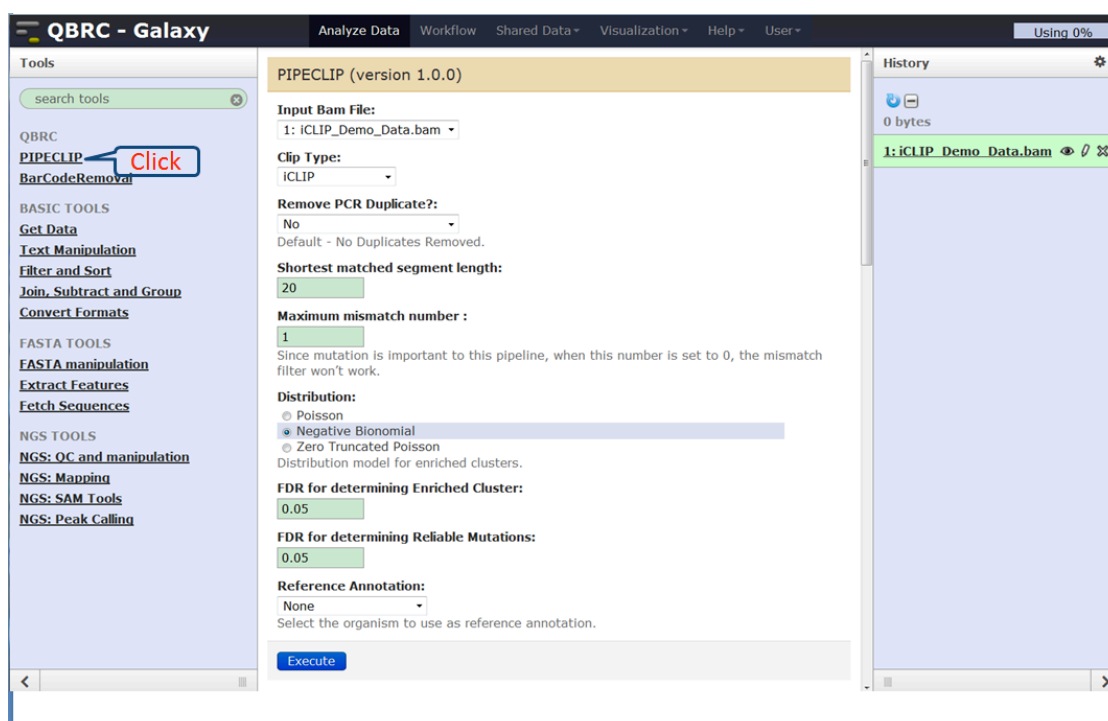 QBRC - Galaxy
Analyze Data Workflow Shared Data Visualization Help User
Using 0%
Tools
search tools
QBRC
PIPECLIP
Click
BarCodeRemoval
BASIC TOOLS
Get Data
Text Manipulation
Filter and Sort
Join, Subtract and Group
Convert Formats
FASTA TOOLS
FASTA manipulation
Extract Features
Fetch Sequences
NGS TOOLS
NGS: QC and manipulation
NGS: Mapping
NGS: SAM Tools
NGS: Peak Calling
PIPECLIP (version 1.0.0)
Input Bam File:
1: iCLIP_Demo_Data.bam
Clip Type:
iCLIP
Remove PCR Duplicate?:
No
Default - No Duplicates Removed.
Shortest matched segment length:
20
Maximum mismatch number :
1
Since mutation is important to this pipeline, when this number is set to 0, the mismatch
filter won't work.
Distribution:
Poisson
Negative Bionomial
Zero Truncated Poisson
Distribution model for enriched clusters.
FDR for determining Enriched Cluster:
0.05
FDR for determining Reliable Mutations:
0.05
Reference Annotation:
None
Select the organism to use as reference annotation.
Execute
History
0 bytes
1: iCLIP_Demo_Data.bam